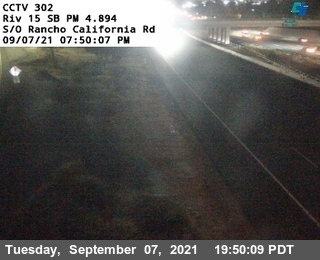 CCTV 302
Riv 15 SB PM 4.894
S/O Rancho California Rd
09/07/21 07:50:07 PM
Tuesday, September 07, 2021 19:50:09 PDT